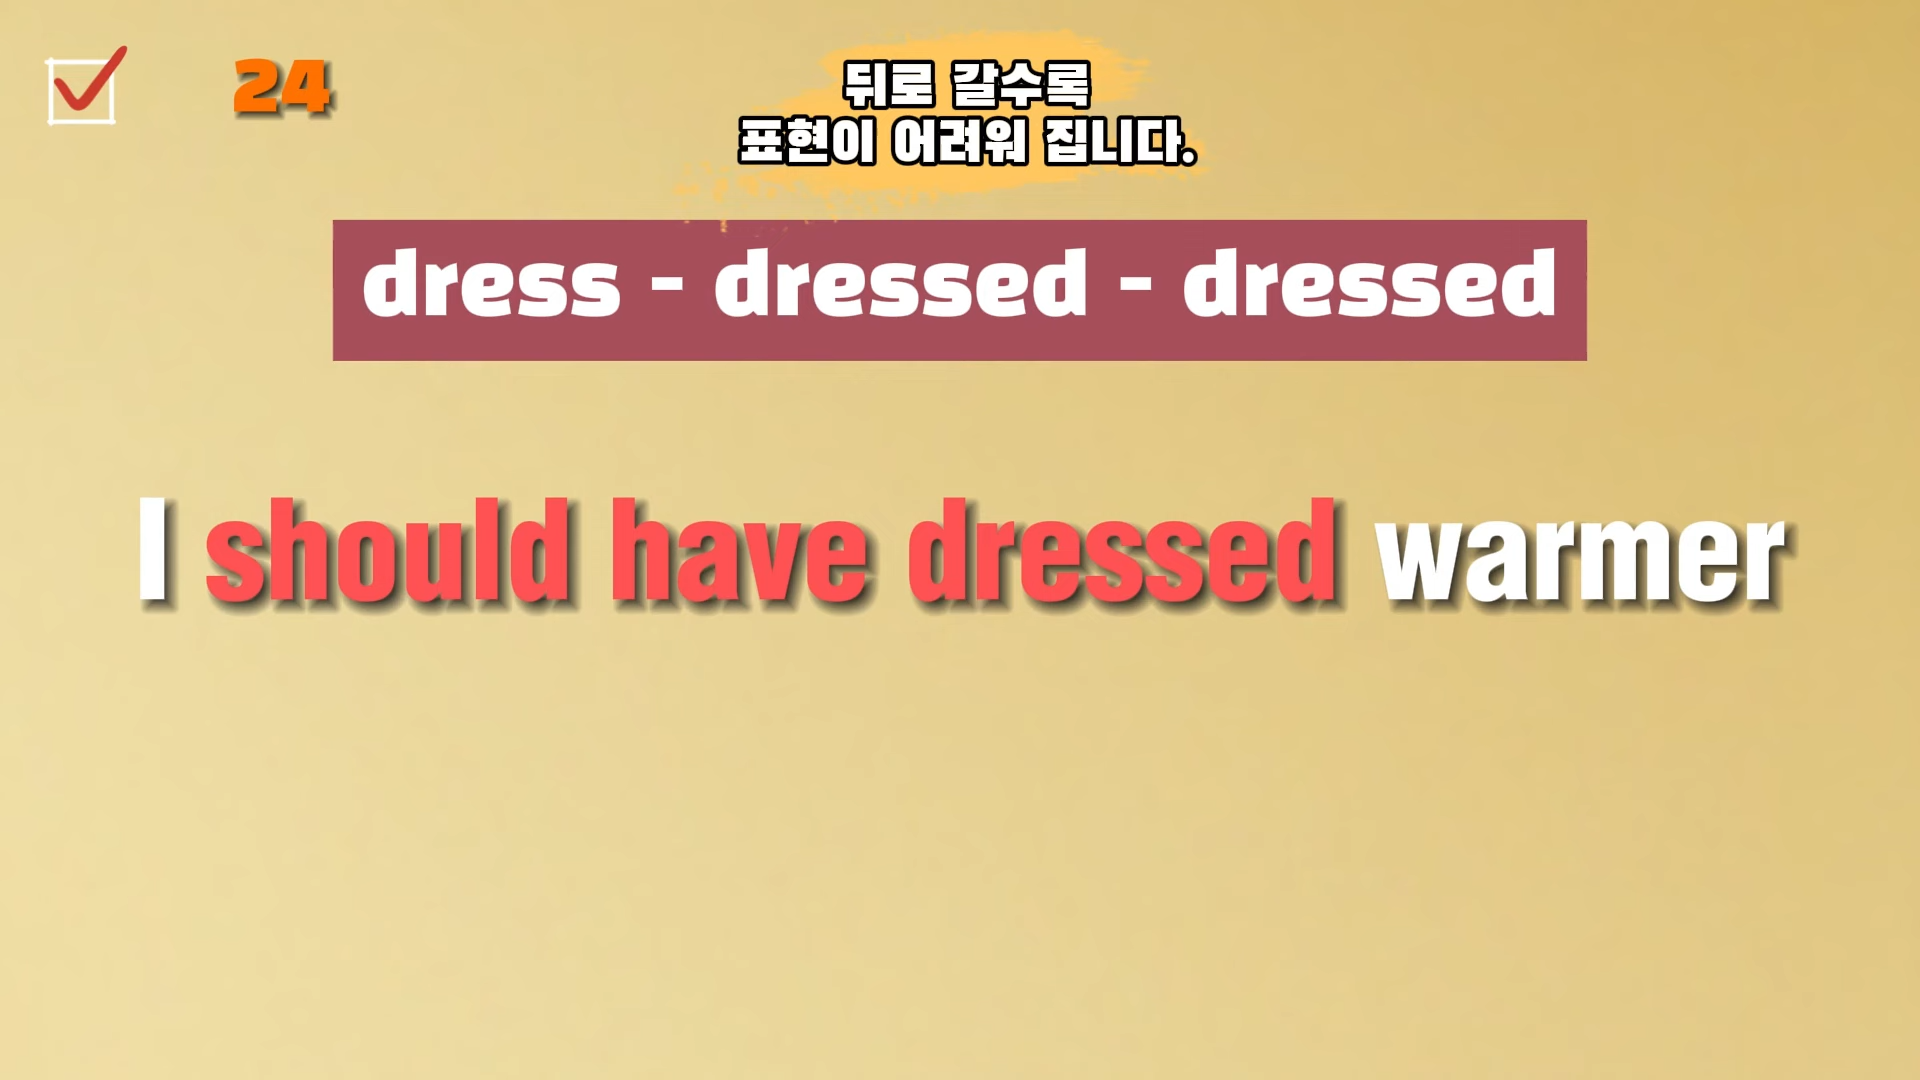 24
뒤로 갈수록
표현이 어려워 집니다.
dress - dressed - dressed
I should have dressed warmer